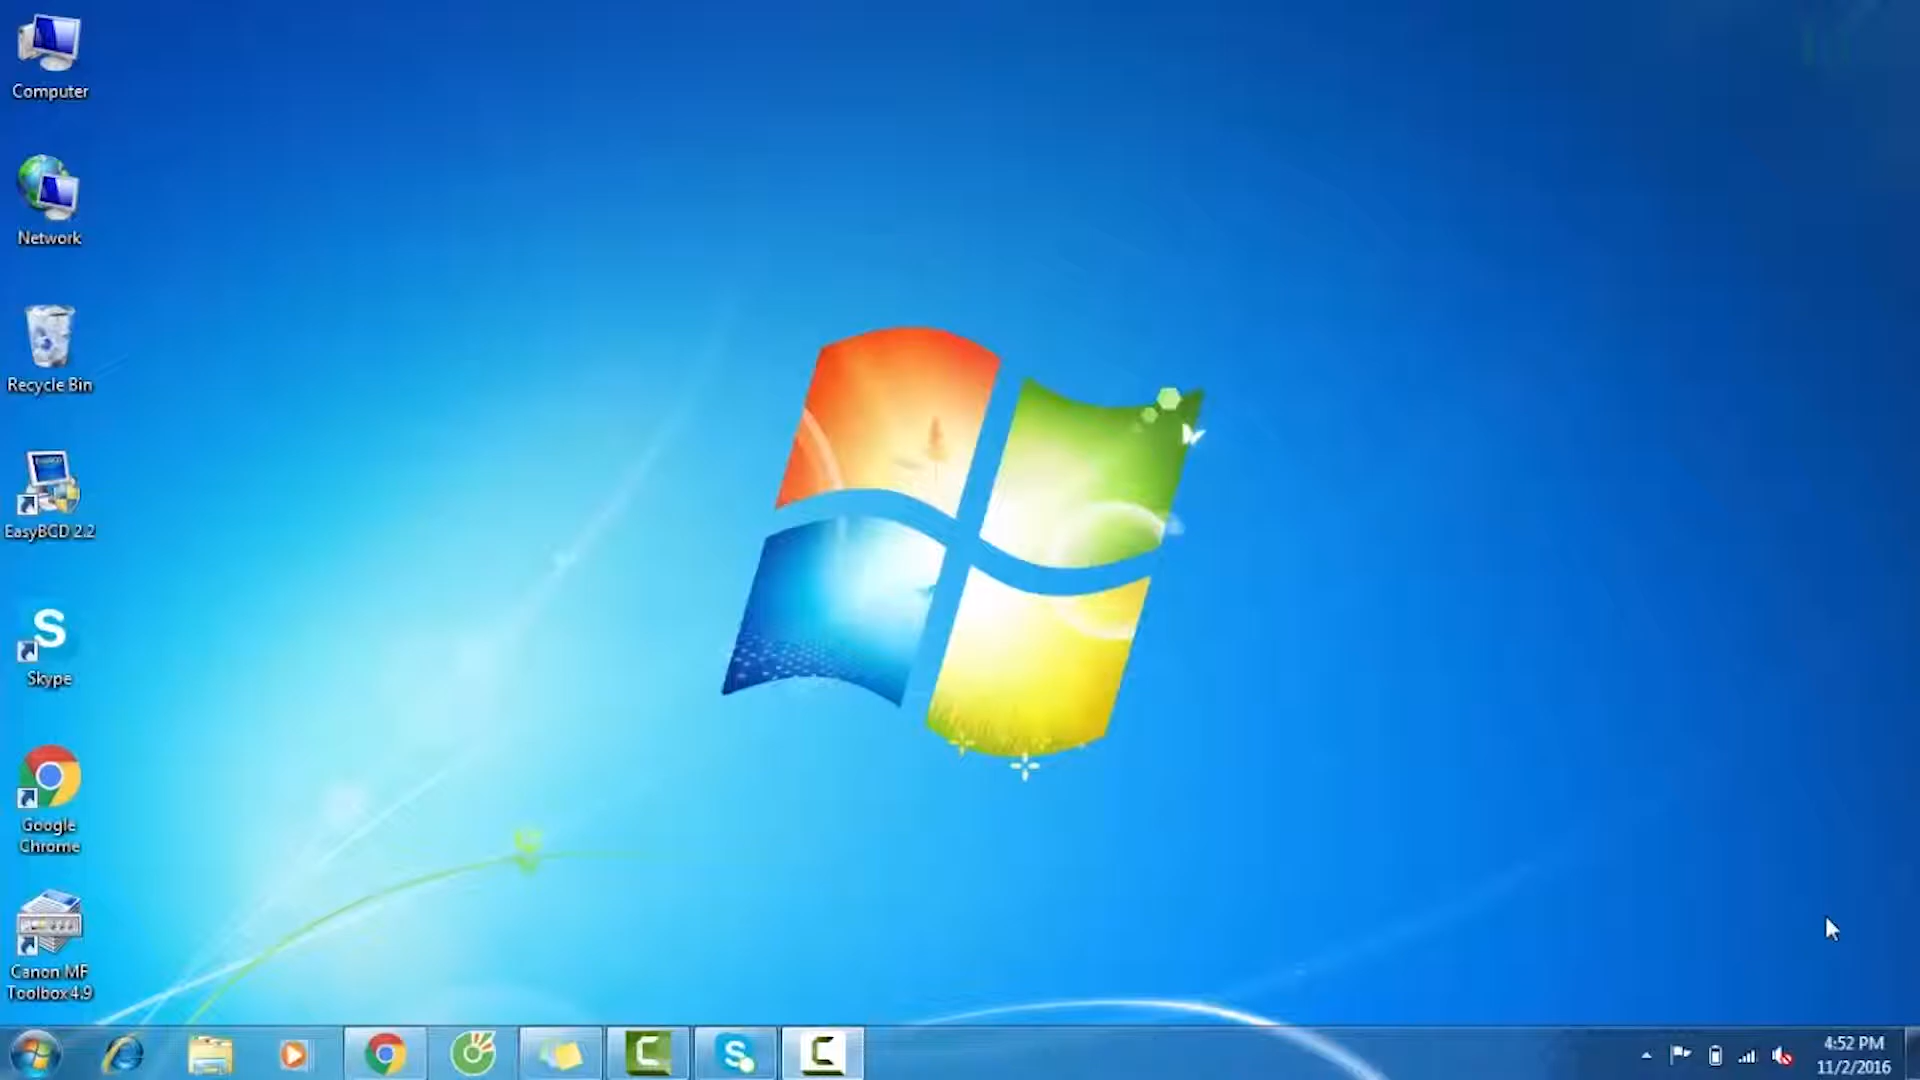 Computer
Network
Recycle Bin
EasyBCD 2.2
Skype
Google
Chrome
Canon MF
Toolbox 4.9
4:52 PM
11/2/2016